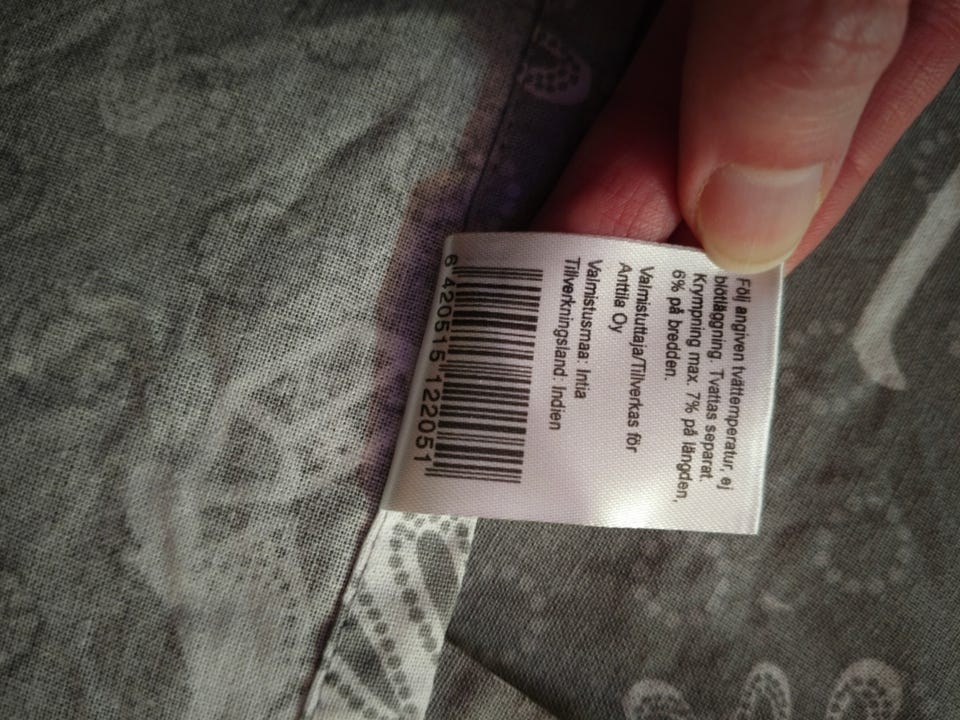 Följ angiven tvättemperatur, ej
blötläggning. Tvättas separat.
Krympning max. 7% på längden,
6% på bredden.
Valmistuttaja/Tillverkas för
Anttila Oy
Valmistusmaa: Intia
Tillverkningsland: Indien
6 420515 122051